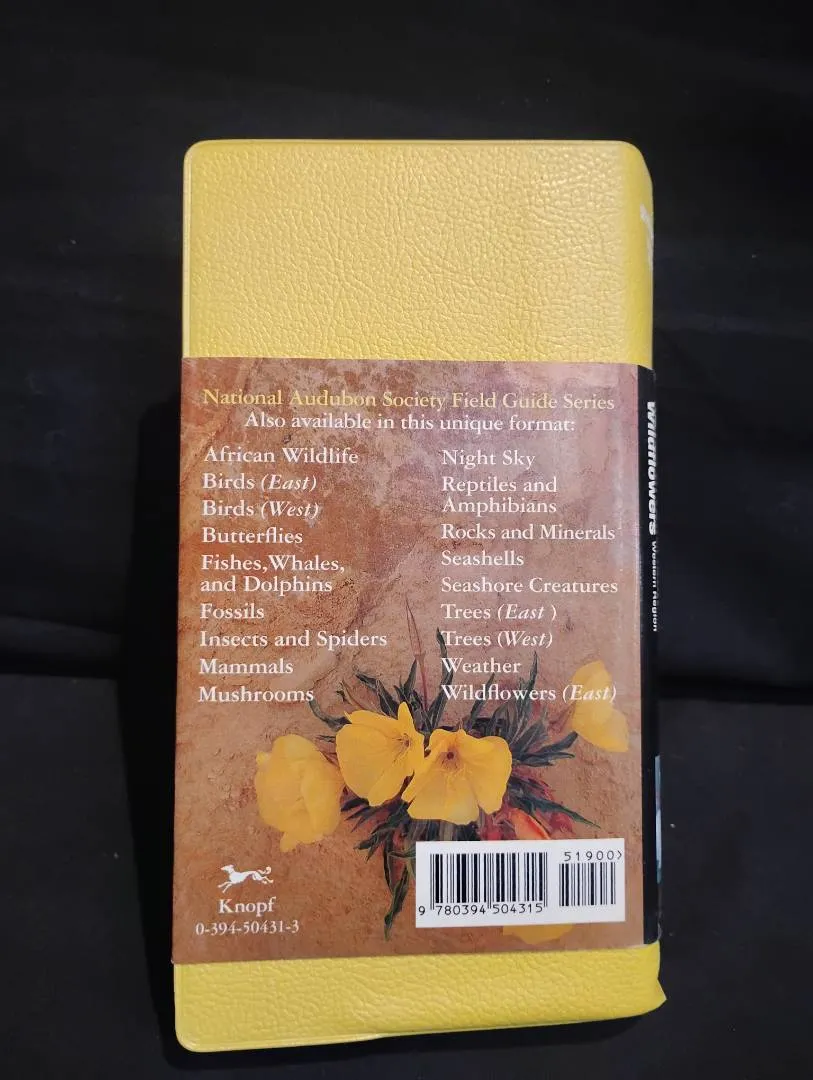 National Audubon Society Field Guide Series
Also available in this unique format:
African Wildlife
Birds (East)
Birds (West)
Butterflies
Fishes,Whales,
and Dolphins
Fossils
Insects and Spiders
Mammals
Mushrooms
Night Sky
Reptiles and
Amphibians
Rocks and Minerals
Seashells
Seashore Creatures
Trees (East )
Trees (West)
Weather
Wildflowers (East)
Knopf
0-394-50431-3
51900>
9 780394 504315
Wildflowers Western Region